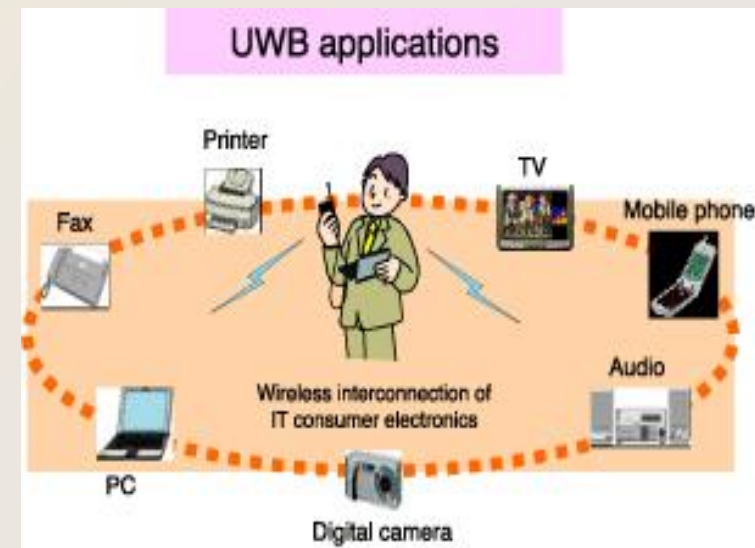 UWB applications
Printer
TV
Fax
Mobile phone
Audio
Wireless interconnection of
IT consumer electronics
PC
Digital camera